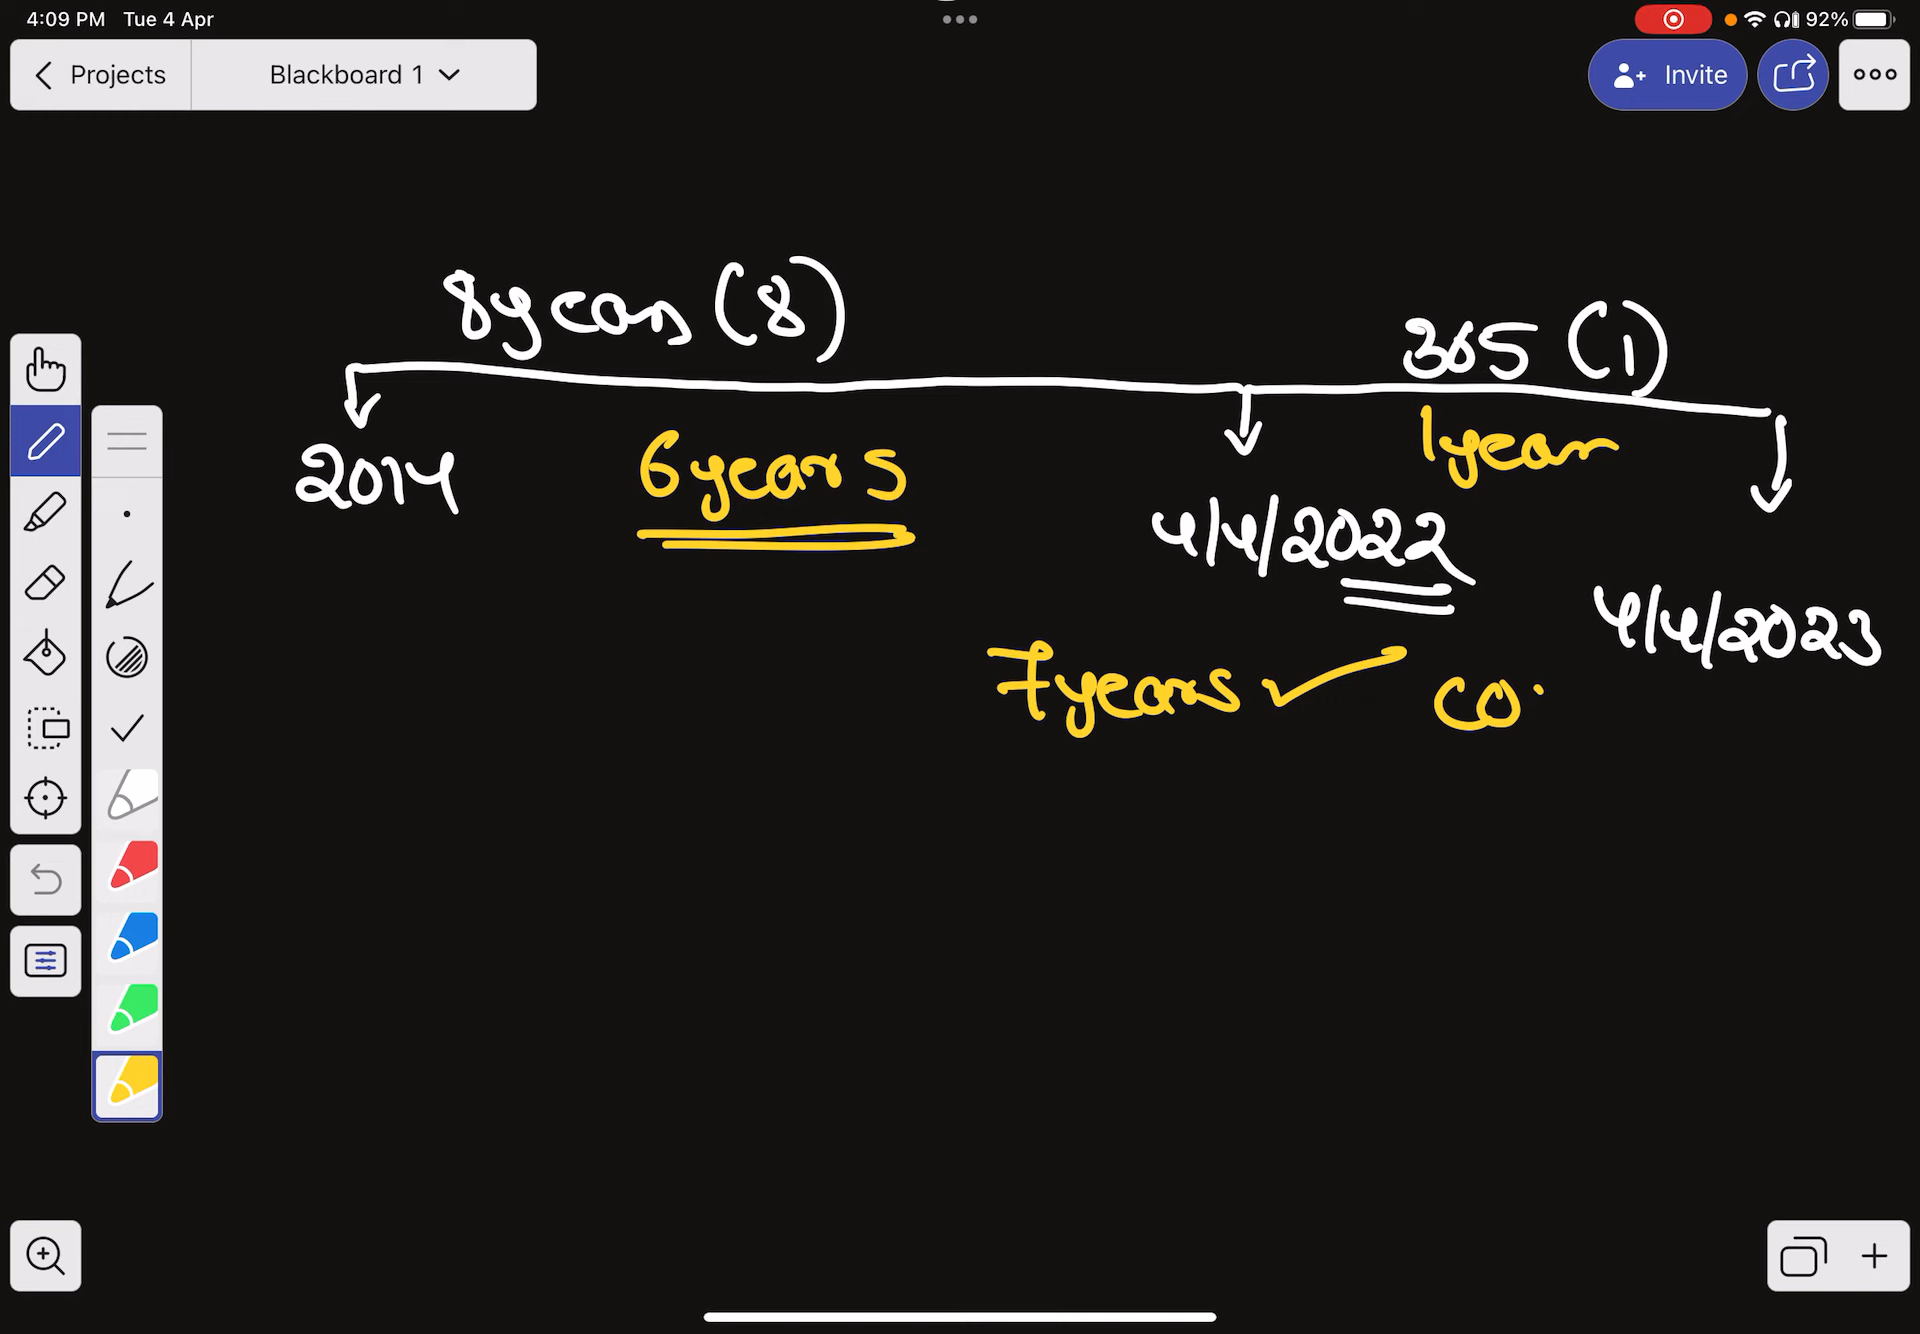 4:09 PM Tue 4 Apr
92%
Projects
Blackboard 1
Invite
8years (8)
365 (1)
2014
6years
1year
4/4/2022
4/4/2023
7years ✓ co